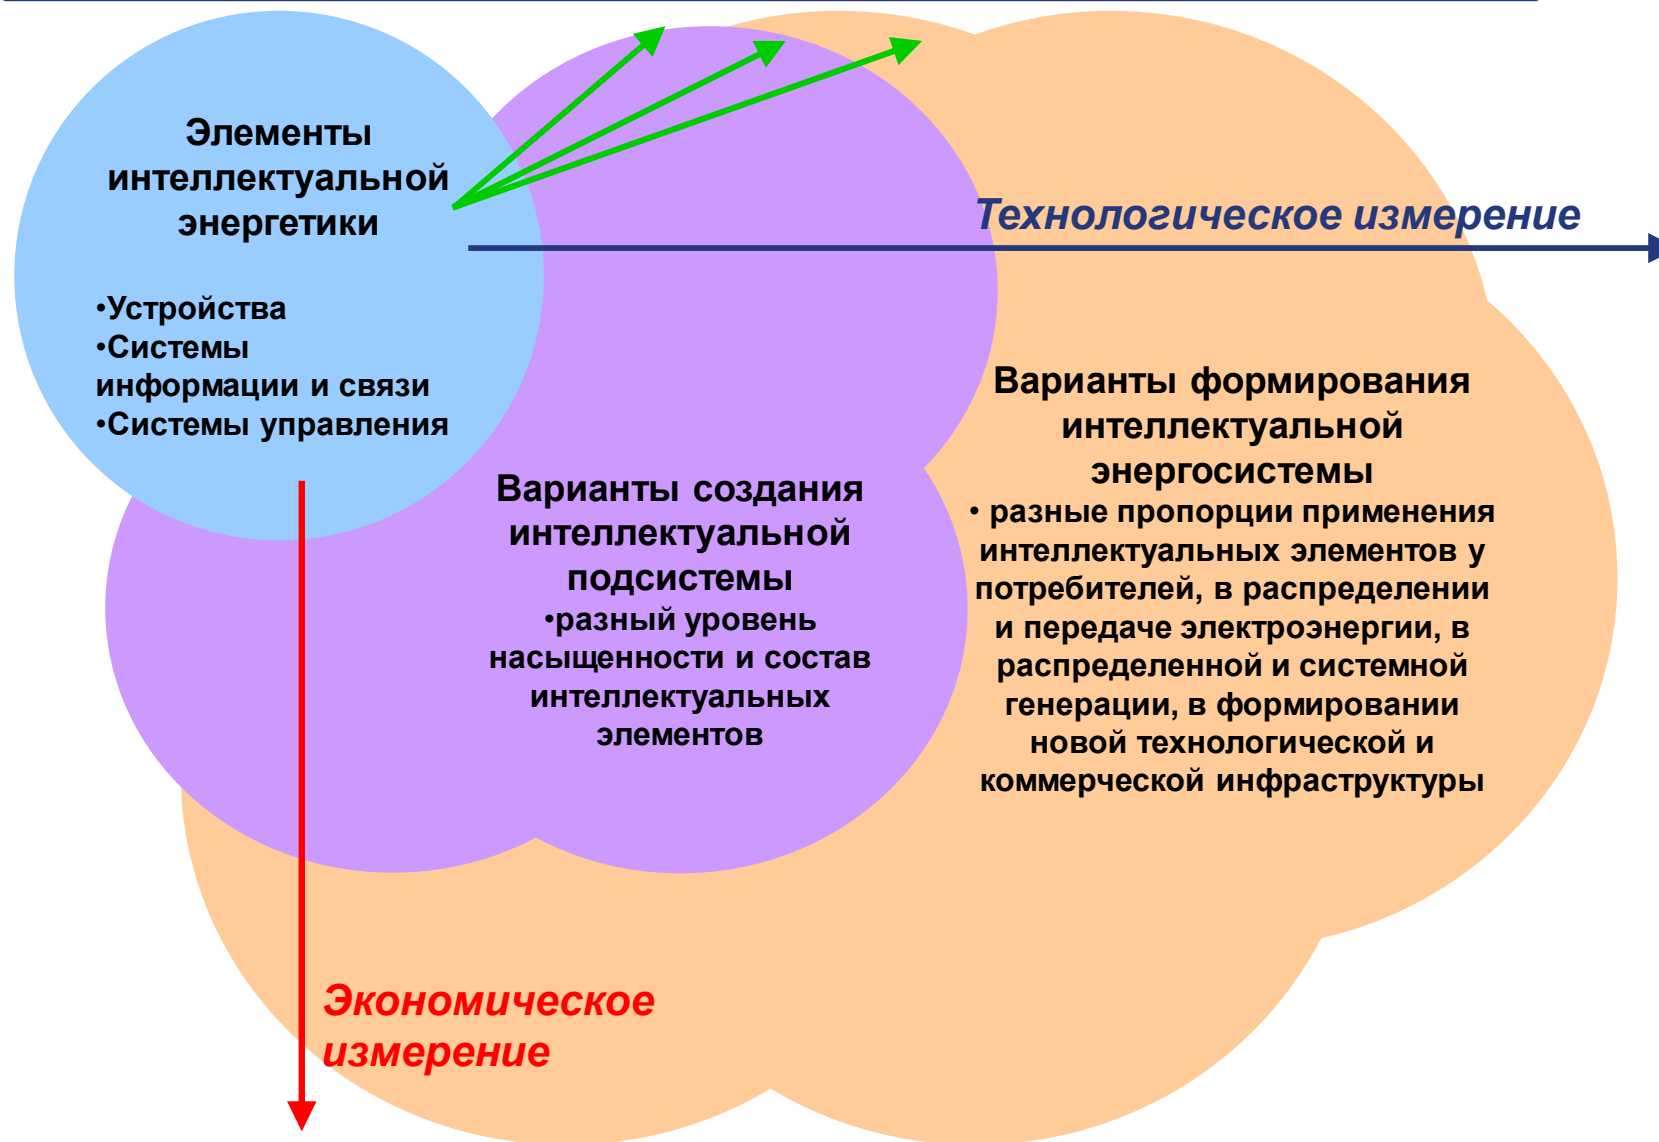 Элементы
интеллектуальной
энергетики
•Устройства
•Системы
информации и связи
•Системы управления
Технологическое измерение
Варианты создания
интеллектуальной
подсистемы
•разный уровень
насыщенности и состав
интеллектуальных
элементов
Варианты формирования
интеллектуальной
энергосистемы
• разные пропорции применения
интеллектуальных элементов у
потребителей, в распределении
и передаче электроэнергии, в
распределенной и системной
генерации, в формировании
новой технологической и
коммерческой инфраструктуры
Экономическое
измерение